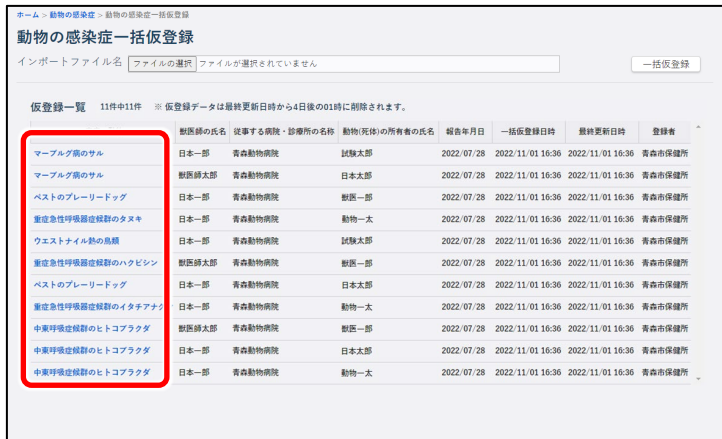 ホーム > 動物の感染症 > 動物の感染症一括仮登録
動物の感染症一括仮登録
インポートファイル名 ファイルの選択 ファイルが選択されていません 一括仮登録
仮登録一覧 11件中11件 ※ 仮登録データは最終更新日時から4日後の01時に削除されます。
獣医師の氏名 従事する病院・診療所の名称 動物(死体)の所有者の氏名 報告年月日 一括仮登録日時 最終更新日時 登録者
マーブルグ病のサル 日本一郎 青森動物病院 試験太郎 2022/07/28 2022/11/01 16:36 2022/11/01 16:36 青森市保健所
マーブルグ病のサル 獣医師太郎 青森動物病院 日本太郎 2022/07/28 2022/11/01 16:36 2022/11/01 16:36 青森市保健所
ペストのプレーリードッグ 日本一郎 青森動物病院 獣医一郎 2022/07/28 2022/11/01 16:36 2022/11/01 16:36 青森市保健所
重症急性呼吸器症候群のタヌキ 日本一郎 青森動物病院 動物一太 2022/07/28 2022/11/01 16:36 2022/11/01 16:36 青森市保健所
ウエストナイル熱の鳥類 日本一郎 青森動物病院 試験太郎 2022/07/28 2022/11/01 16:36 2022/11/01 16:36 青森市保健所
重症急性呼吸器症候群のハクビシン 獣医師太郎 青森動物病院 獣医一郎 2022/07/28 2022/11/01 16:36 2022/11/01 16:36 青森市保健所
ペストのプレーリードッグ 日本一郎 青森動物病院 日本太郎 2022/07/28 2022/11/01 16:36 2022/11/01 16:36 青森市保健所
重症急性呼吸器症候群のイタチアナグ 日本一郎 青森動物病院 動物一太 2022/07/28 2022/11/01 16:36 2022/11/01 16:36 青森市保健所
中東呼吸症候群のヒトコブラクダ 獣医師太郎 青森動物病院 獣医一郎 2022/07/28 2022/11/01 16:36 2022/11/01 16:36 青森市保健所
中東呼吸症候群のヒトコブラクダ 日本一郎 青森動物病院 日本太郎 2022/07/28 2022/11/01 16:36 2022/11/01 16:36 青森市保健所
中東呼吸症候群のヒトコブラクダ 日本一郎 青森動物病院 動物一太 2022/07/28 2022/11/01 16:36 2022/11/01 16:36 青森市保健所